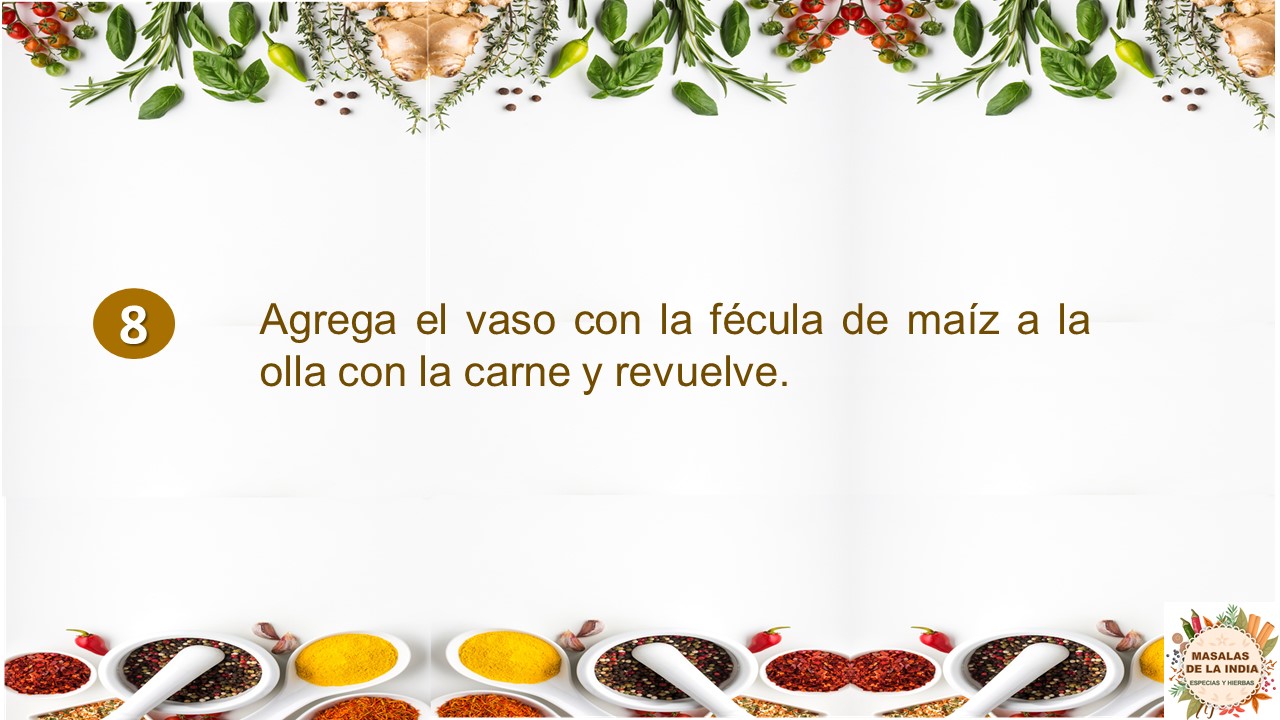 8
Agrega el vaso con la fécula de maíz a la
olla con la carne y revuelve.
MASALAS
DE LA INDIA
ESPECIAS Y HIERBAS